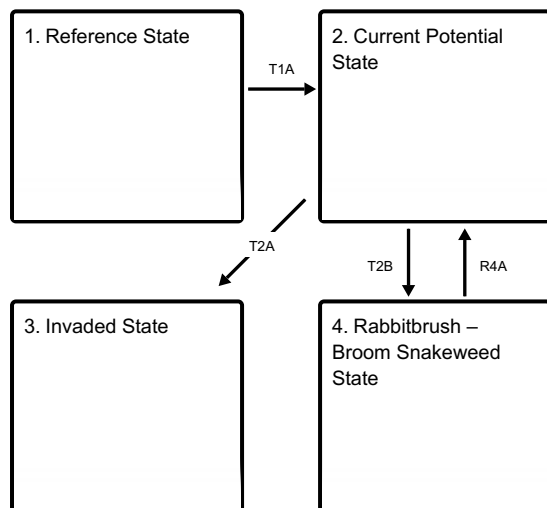 1. Reference State
2. Current Potential
State
T1A
T2A
T2B
R4A
3. Invaded State
4. Rabbitbrush –
Broom Snakeweed
State